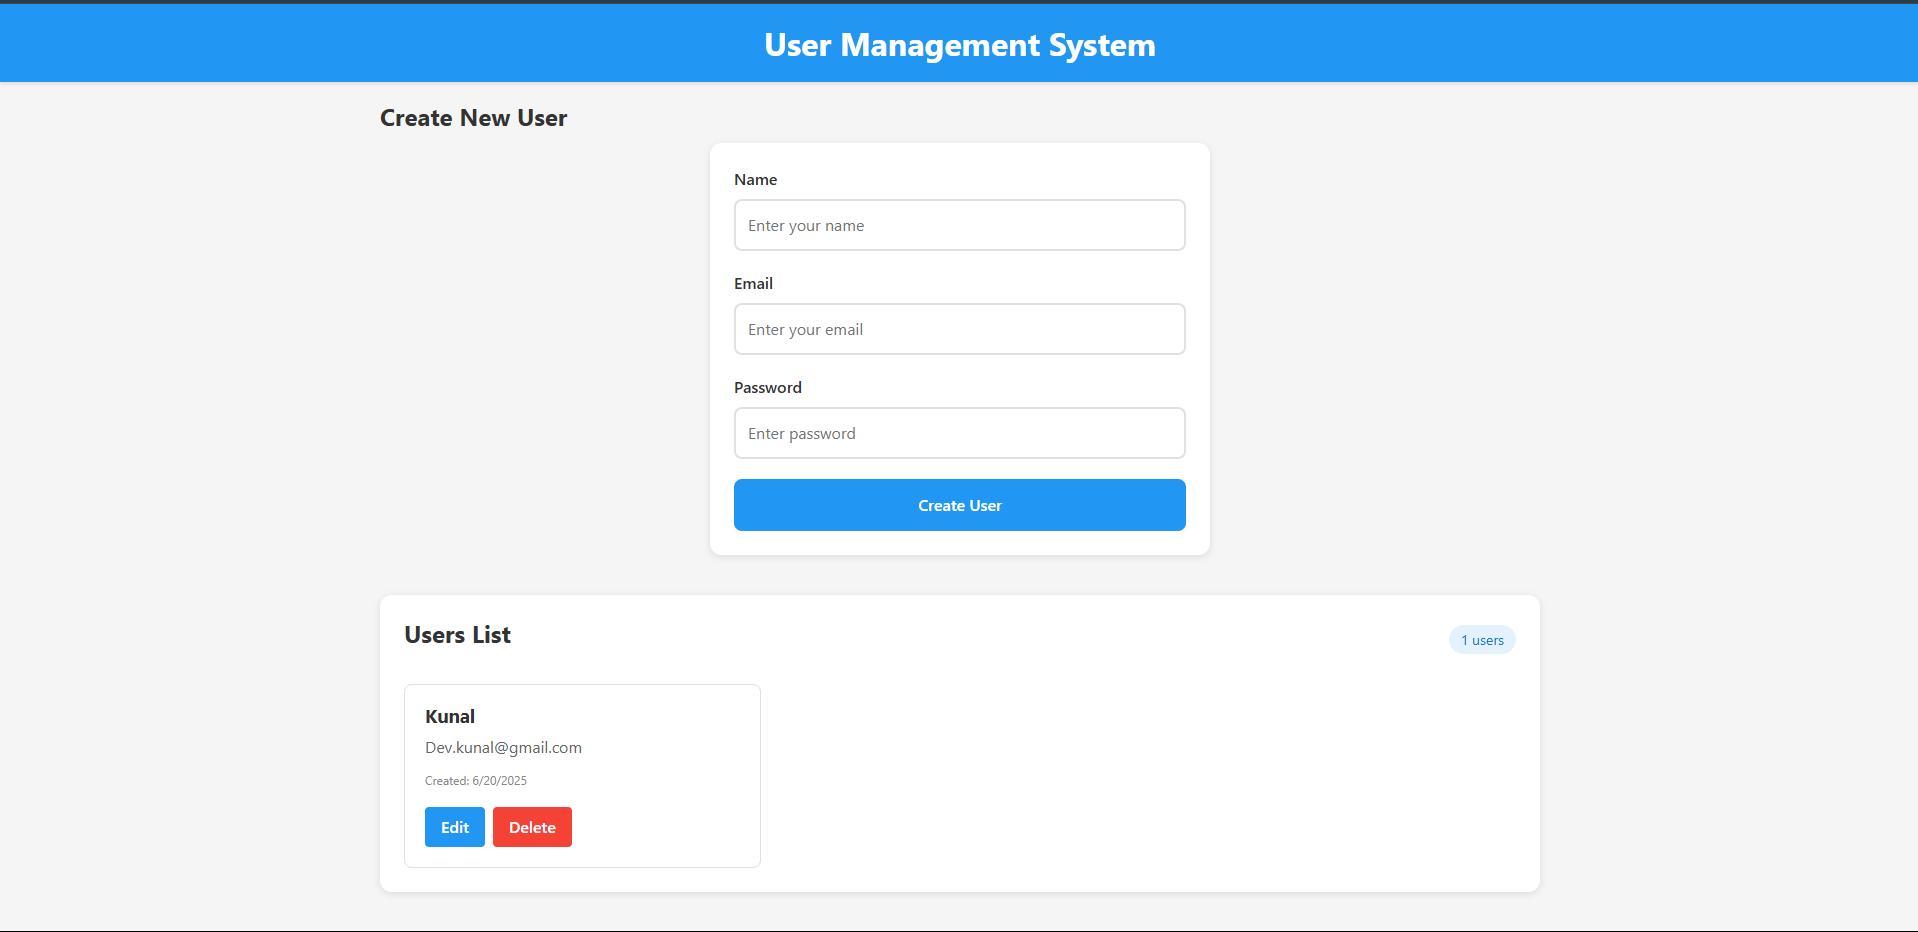 User Management System
Create New User
Name
Enter your name
Email
Enter your email
Password
Enter password
Create User
Users List
1 users
Kunal
Dev.kunal@gmail.com
Created: 6/20/2025
Edit Delete